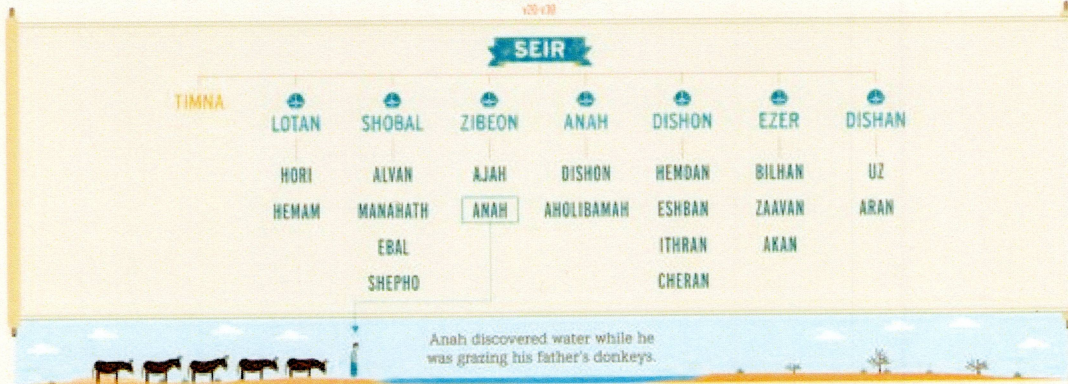 v20-v30
SEIR
TIMNA
LOTAN SHOBAL ZIBEON ANAH DISHON EZER DISHAN
HORI ALVAN AJAH DISHON HEMDAN BILHAN UZ
HEMAM MANAHATH ANAH AHOLIBAMAH ESHBAN ZAAVAN ARAN
EBAL ITHRAN AKAN
SHEPHO CHERAN
Anah discovered water while he
was grazing his father's donkeys.